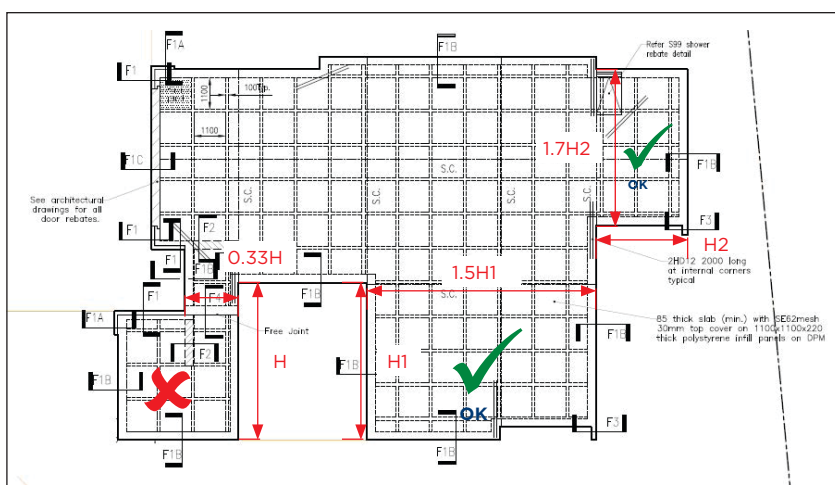 F1A
F1B
Refer S99 shower
rebate detail
F1
100Typ.
1100
1100
1.7H2
OK
F1C
S.C.
F1B
See architectural
drawings for all
door rebates.
S.C.
S.C.
S.C.
S.C.
F1
F2
F3
0.33H
H2
F1
F1B
2HD12 2000 long
at internal corners
typical
1.5H1
F1
F4
F1B
S.C.
F1A
Free Joint
85 thick slab (min.) with SE62mesh
30mm top cover on 1100x1100x220
thick polystyrene infill panels on DPM
F1B
F2
H
F1B
H1
F1B
OK
F3
F1B
F1B